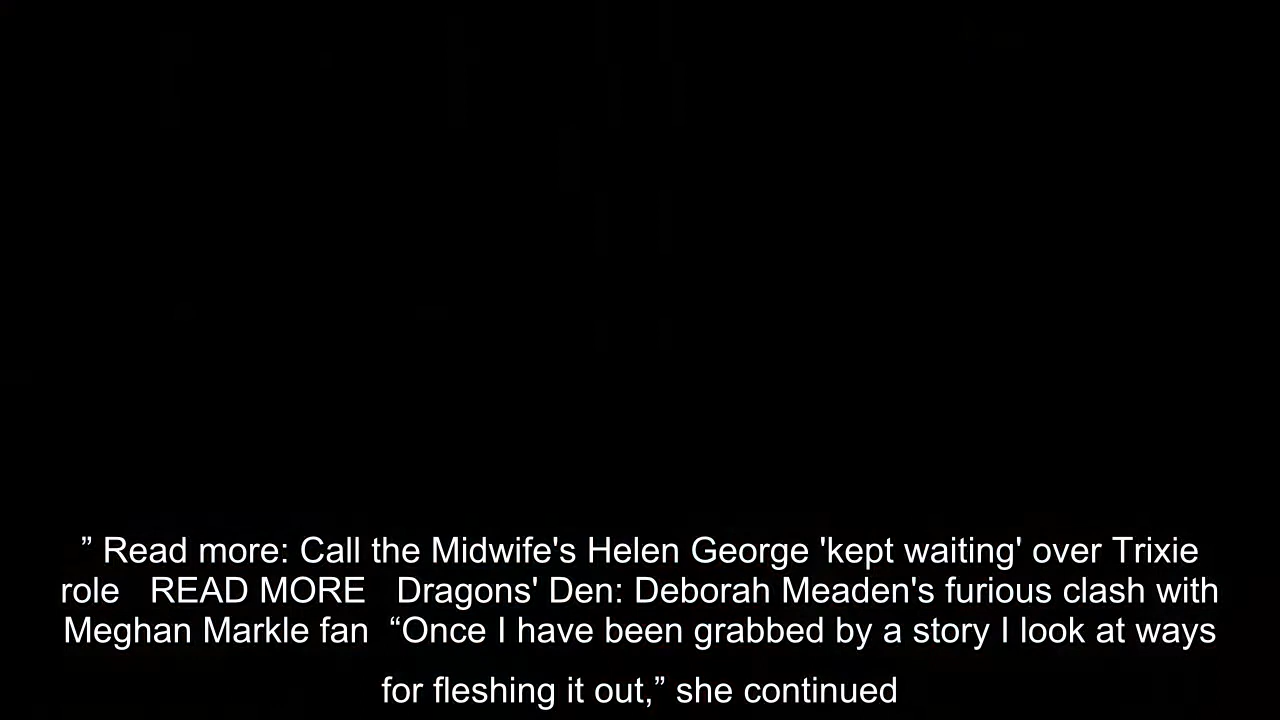 ” Read more: Call the Midwife's Helen George 'kept waiting' over Trixie
role   READ MORE   Dragons' Den: Deborah Meaden's furious clash with
Meghan Markle fan  “Once I have been grabbed by a story I look at ways
for fleshing it out,” she continued